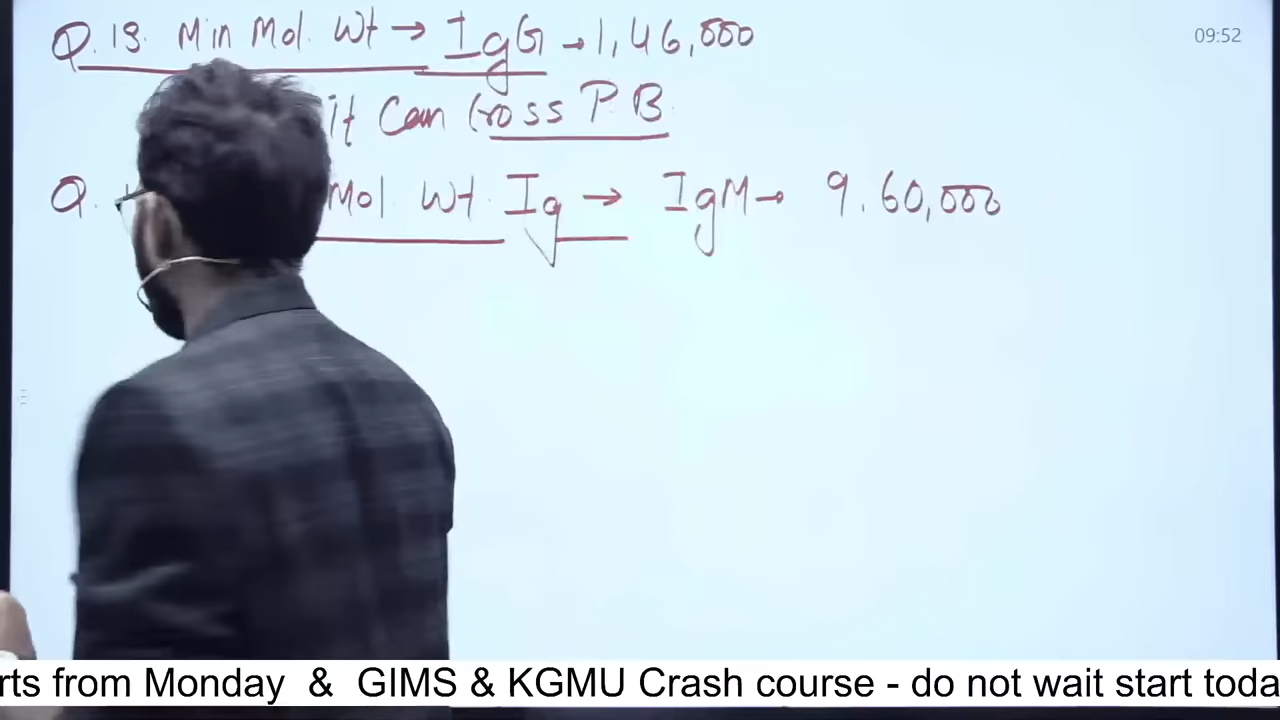 Q. 19. Min Mol. Wt → IgG → 1,46,000
09:52
it Can Cross P.B.
Q. Mol. Wt. Ig → IgM → 9.60,000
rts from Monday & GIMS & KGMU Crash course - do not wait start toda